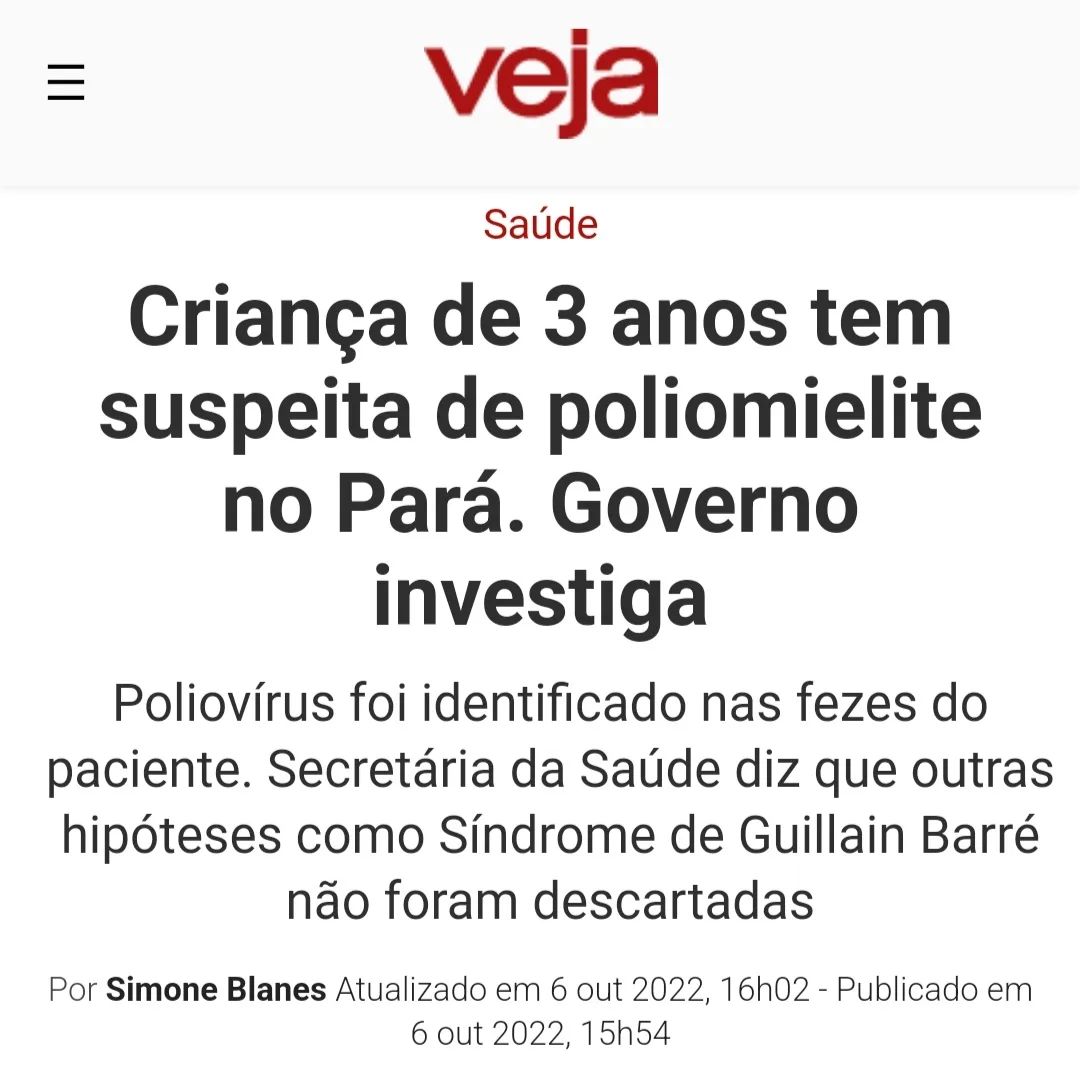 veja
Saúde
Criança de 3 anos tem
suspeita de poliomielite
no Pará. Governo
investiga
Poliovírus foi identificado nas fezes do
paciente. Secretária da Saúde diz que outras
hipóteses como Síndrome de Guillain Barré
não foram descartadas
Por Simone Blanes Atualizado em 6 out 2022, 16h02 - Publicado em
6 out 2022, 15h54